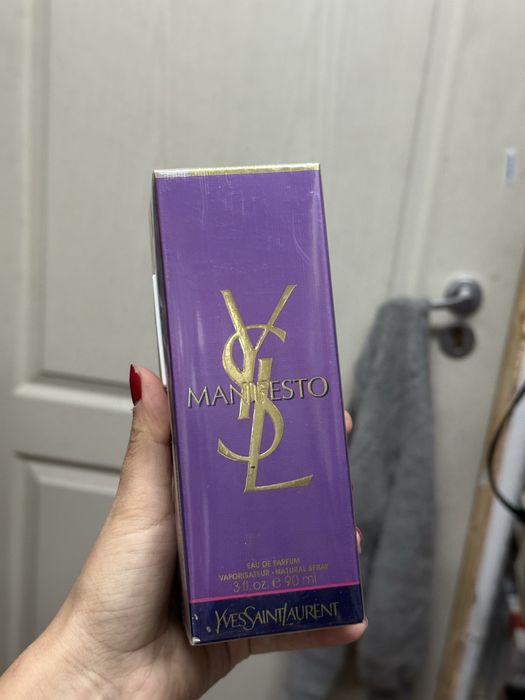 YSL
MANIFESTO
EAU DE PARFUM
VAPORISATEUR - NATURAL SPRAY
3 fl.oz. e 90 ml
YVESSAINTLAURENT